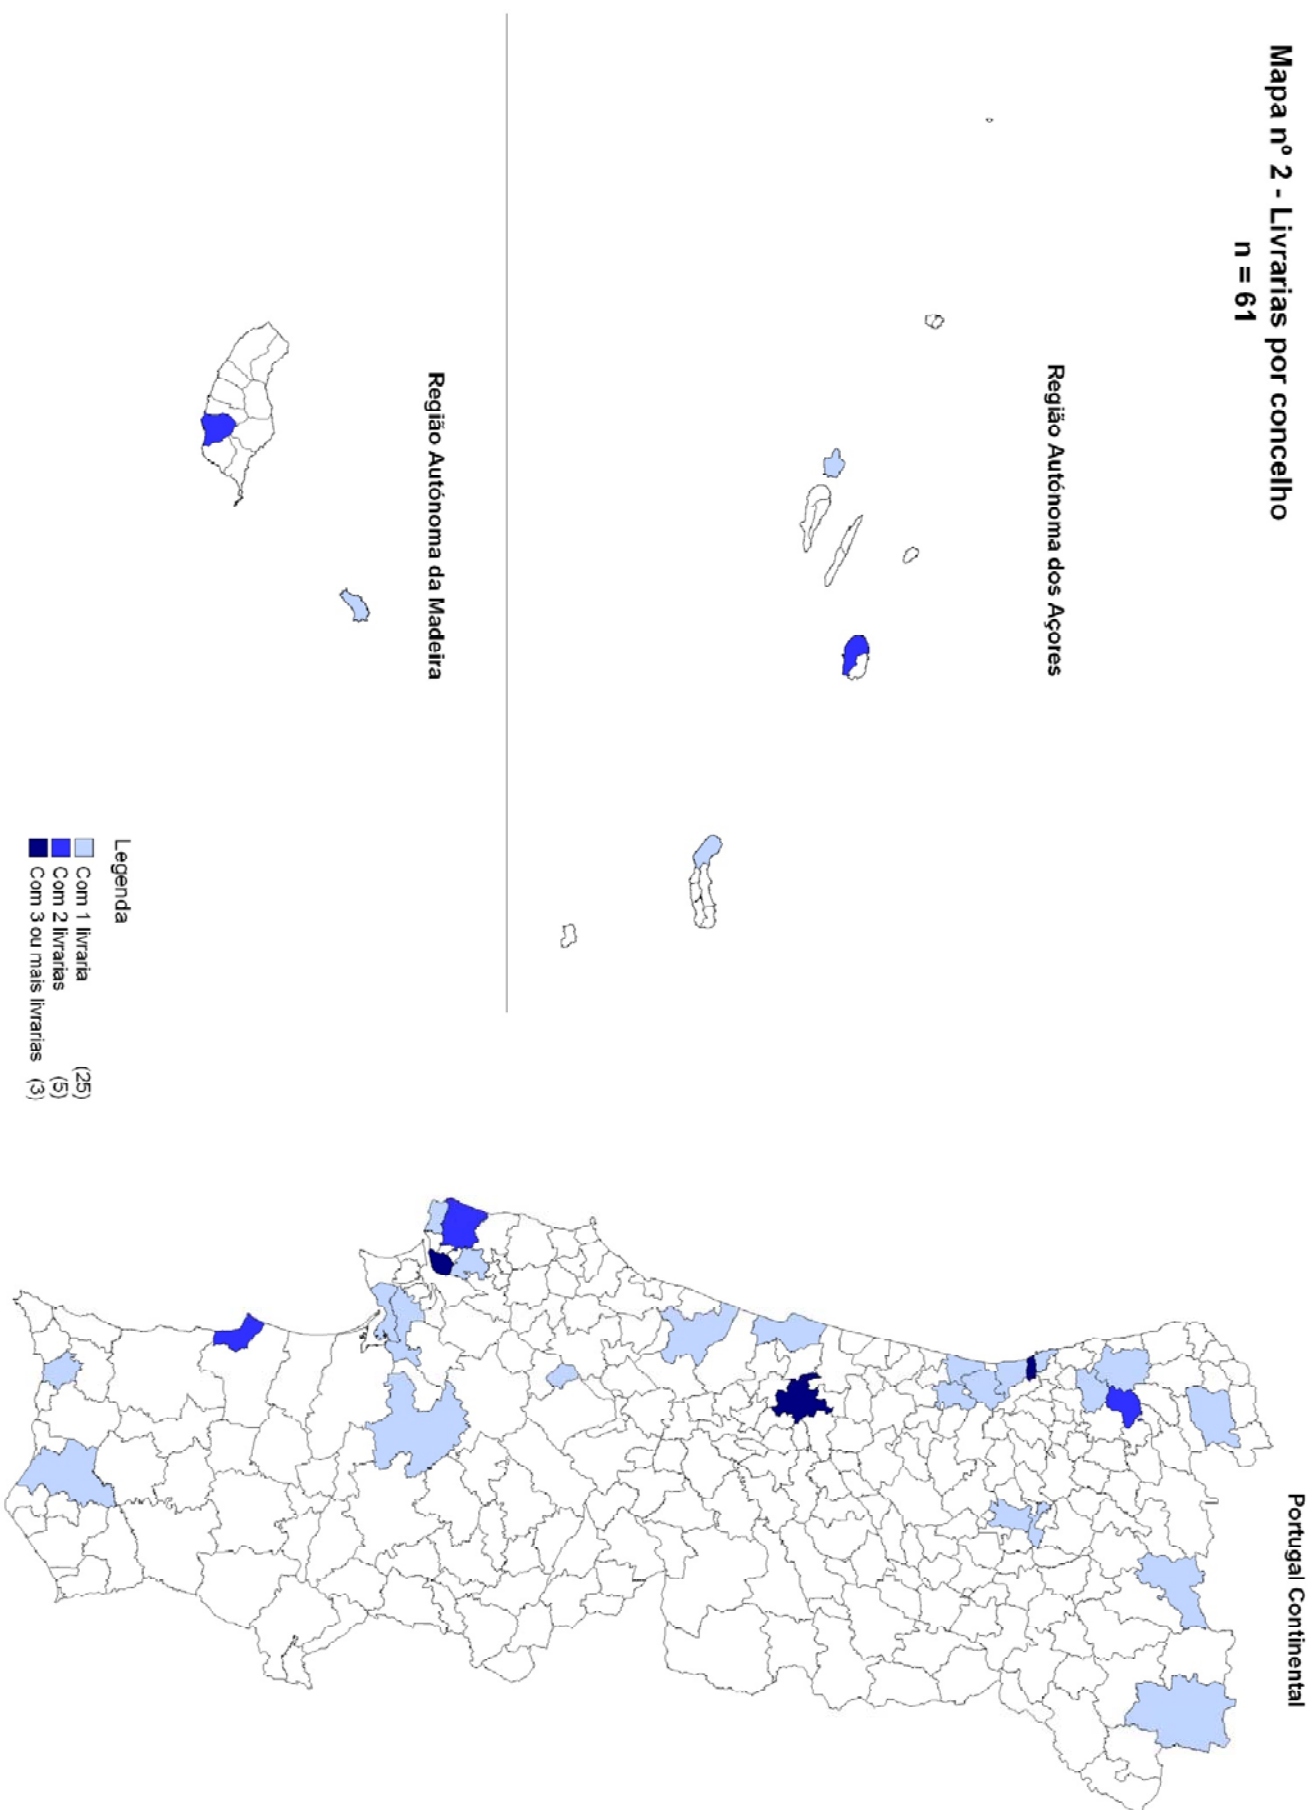 Mapa nº 2 - Livrarias por concelho
n = 61
Portugal Continental
Região Autónoma dos Açores
Região Autónoma da Madeira
Legenda
Com 1 livraria (25)
Com 2 livrarias (5)
Com 3 ou mais livrarias (3)